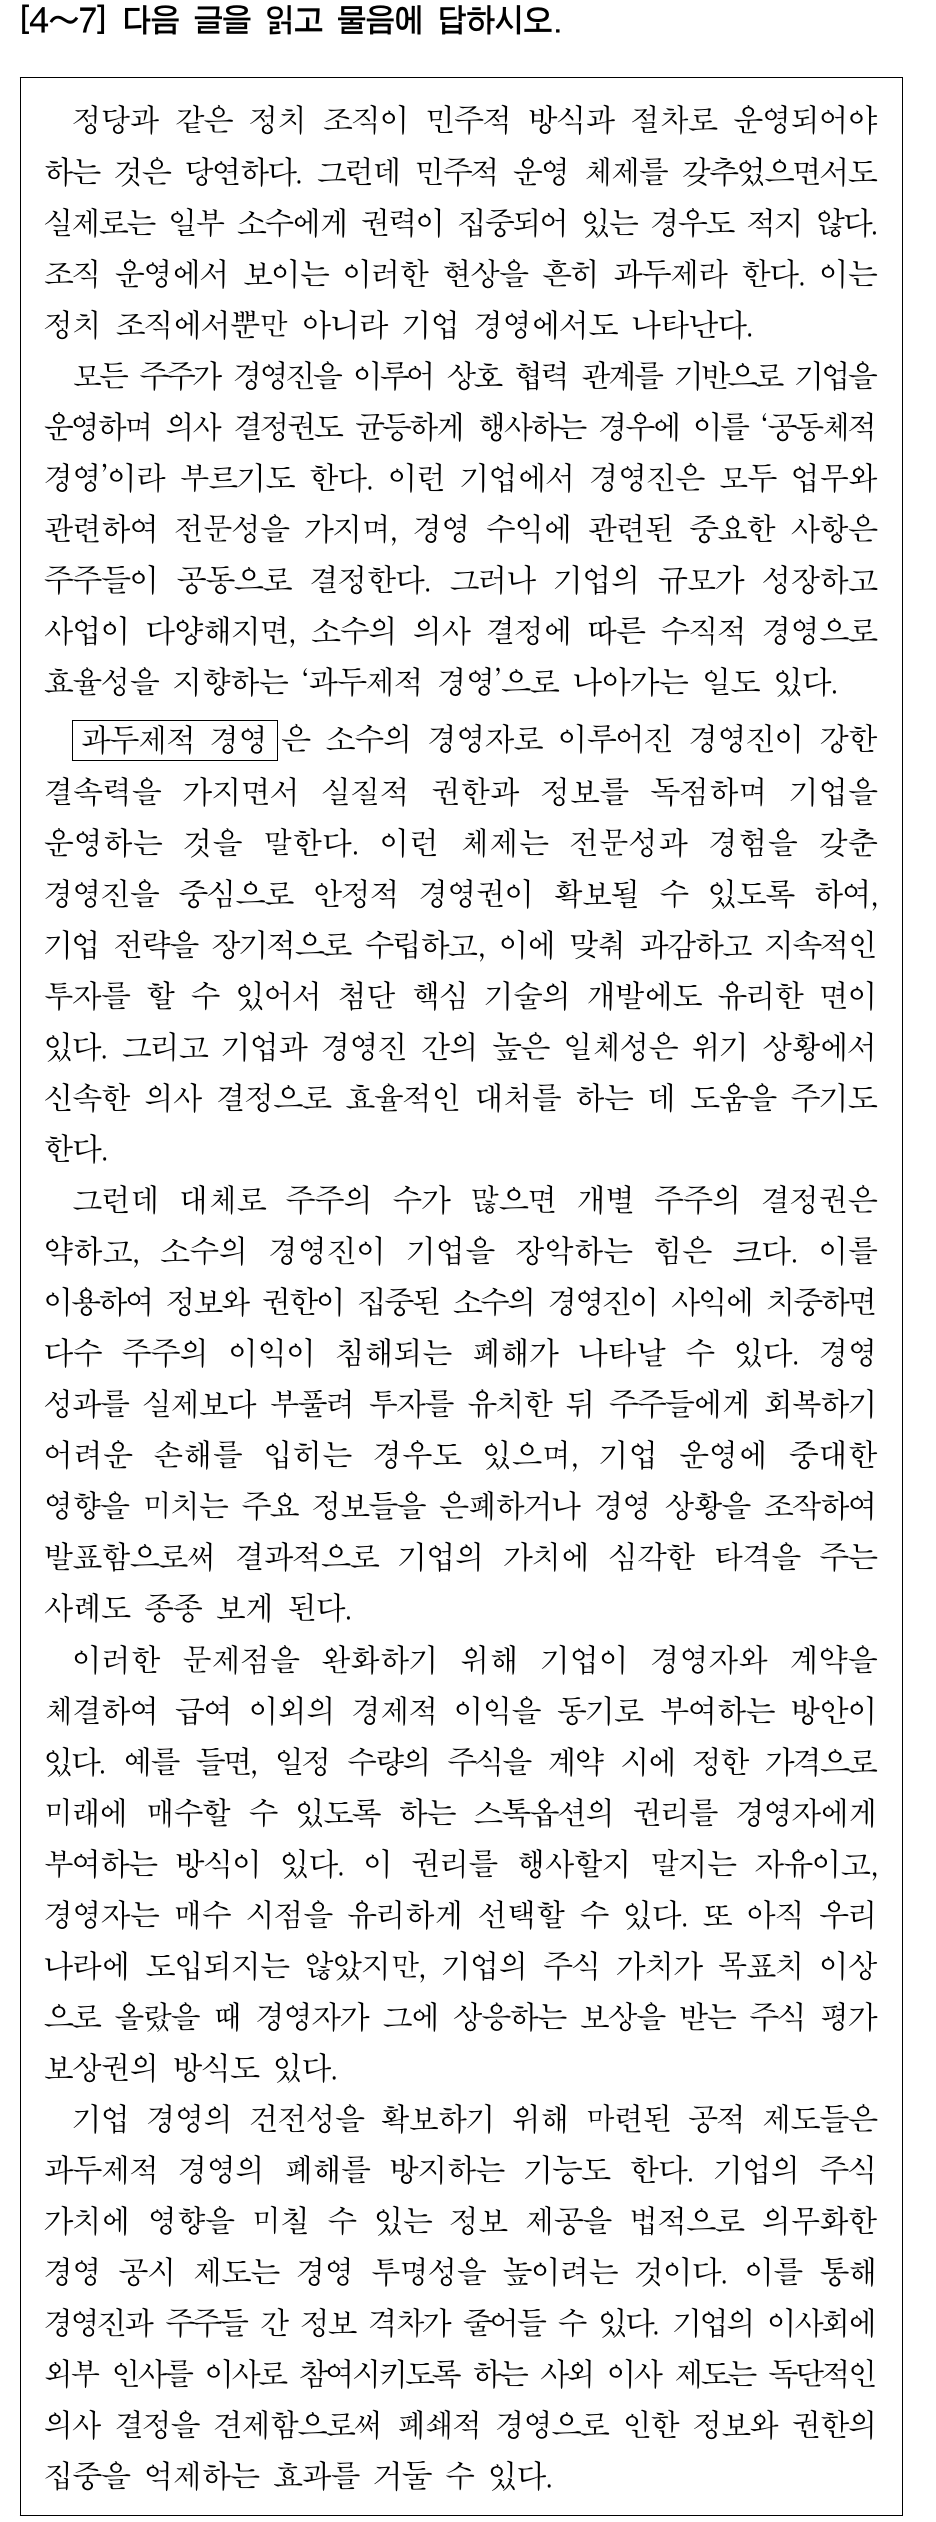 [4～7] 다음 글을 읽고 물음에 답하시오.
정당과 같은 정치 조직이 민주적 방식과 절차로 운영되어야
하는 것은 당연하다. 그런데 민주적 운영 체제를 갖추었으면서도
실제로는 일부 소수에게 권력이 집중되어 있는 경우도 적지 않다.
조직 운영에서 보이는 이러한 현상을 흔히 과두제라 한다. 이는
정치 조직에서뿐만 아니라 기업 경영에서도 나타난다.
모든 주주가 경영진을 이루어 상호 협력 관계를 기반으로 기업을
운영하며 의사 결정권도 균등하게 행사하는 경우에 이를 ‘공동체적
경영’이라 부르기도 한다. 이런 기업에서 경영진은 모두 업무와
관련하여 전문성을 가지며, 경영 수익에 관련된 중요한 사항은
주주들이 공동으로 결정한다. 그러나 기업의 규모가 성장하고
사업이 다양해지면, 소수의 의사 결정에 따른 수직적 경영으로
효율성을 지향하는 ‘과두제적 경영’으로 나아가는 일도 있다.
과두제적 경영은 소수의 경영자로 이루어진 경영진이 강한
결속력을 가지면서 실질적 권한과 정보를 독점하며 기업을
운영하는 것을 말한다. 이런 체제는 전문성과 경험을 갖춘
경영진을 중심으로 안정적 경영권이 확보될 수 있도록 하여,
기업 전략을 장기적으로 수립하고, 이에 맞춰 과감하고 지속적인
투자를 할 수 있어서 첨단 핵심 기술의 개발에도 유리한 면이
있다. 그리고 기업과 경영진 간의 높은 일체성은 위기 상황에서
신속한 의사 결정으로 효율적인 대처를 하는 데 도움을 주기도
한다.
그런데 대체로 주주의 수가 많으면 개별 주주의 결정권은
약하고, 소수의 경영진이 기업을 장악하는 힘은 크다. 이를
이용하여 정보와 권한이 집중된 소수의 경영진이 사익에 치중하면
다수 주주의 이익이 침해되는 폐해가 나타날 수 있다. 경영
성과를 실제보다 부풀려 투자를 유치한 뒤 주주들에게 회복하기
어려운 손해를 입히는 경우도 있으며, 기업 운영에 중대한
영향을 미치는 주요 정보들을 은폐하거나 경영 상황을 조작하여
발표함으로써 결과적으로 기업의 가치에 심각한 타격을 주는
사례도 종종 보게 된다.
이러한 문제점을 완화하기 위해 기업이 경영자와 계약을
체결하여 급여 이외의 경제적 이익을 동기로 부여하는 방안이
있다. 예를 들면, 일정 수량의 주식을 계약 시에 정한 가격으로
미래에 매수할 수 있도록 하는 스톡옵션의 권리를 경영자에게
부여하는 방식이 있다. 이 권리를 행사할지 말지는 자유이고,
경영자는 매수 시점을 유리하게 선택할 수 있다. 또 아직 우리
나라에 도입되지는 않았지만, 기업의 주식 가치가 목표치 이상
으로 올랐을 때 경영자가 그에 상응하는 보상을 받는 주식 평가
보상권의 방식도 있다.
기업 경영의 건전성을 확보하기 위해 마련된 공적 제도들은
과두제적 경영의 폐해를 방지하는 기능도 한다. 기업의 주식
가치에 영향을 미칠 수 있는 정보 제공을 법적으로 의무화한
경영 공시 제도는 경영 투명성을 높이려는 것이다. 이를 통해
경영진과 주주들 간 정보 격차가 줄어들 수 있다. 기업의 이사회에
외부 인사를 이사로 참여시키도록 하는 사외 이사 제도는 독단적인
의사 결정을 견제함으로써 폐쇄적 경영으로 인한 정보와 권한의
집중을 억제하는 효과를 거둘 수 있다.